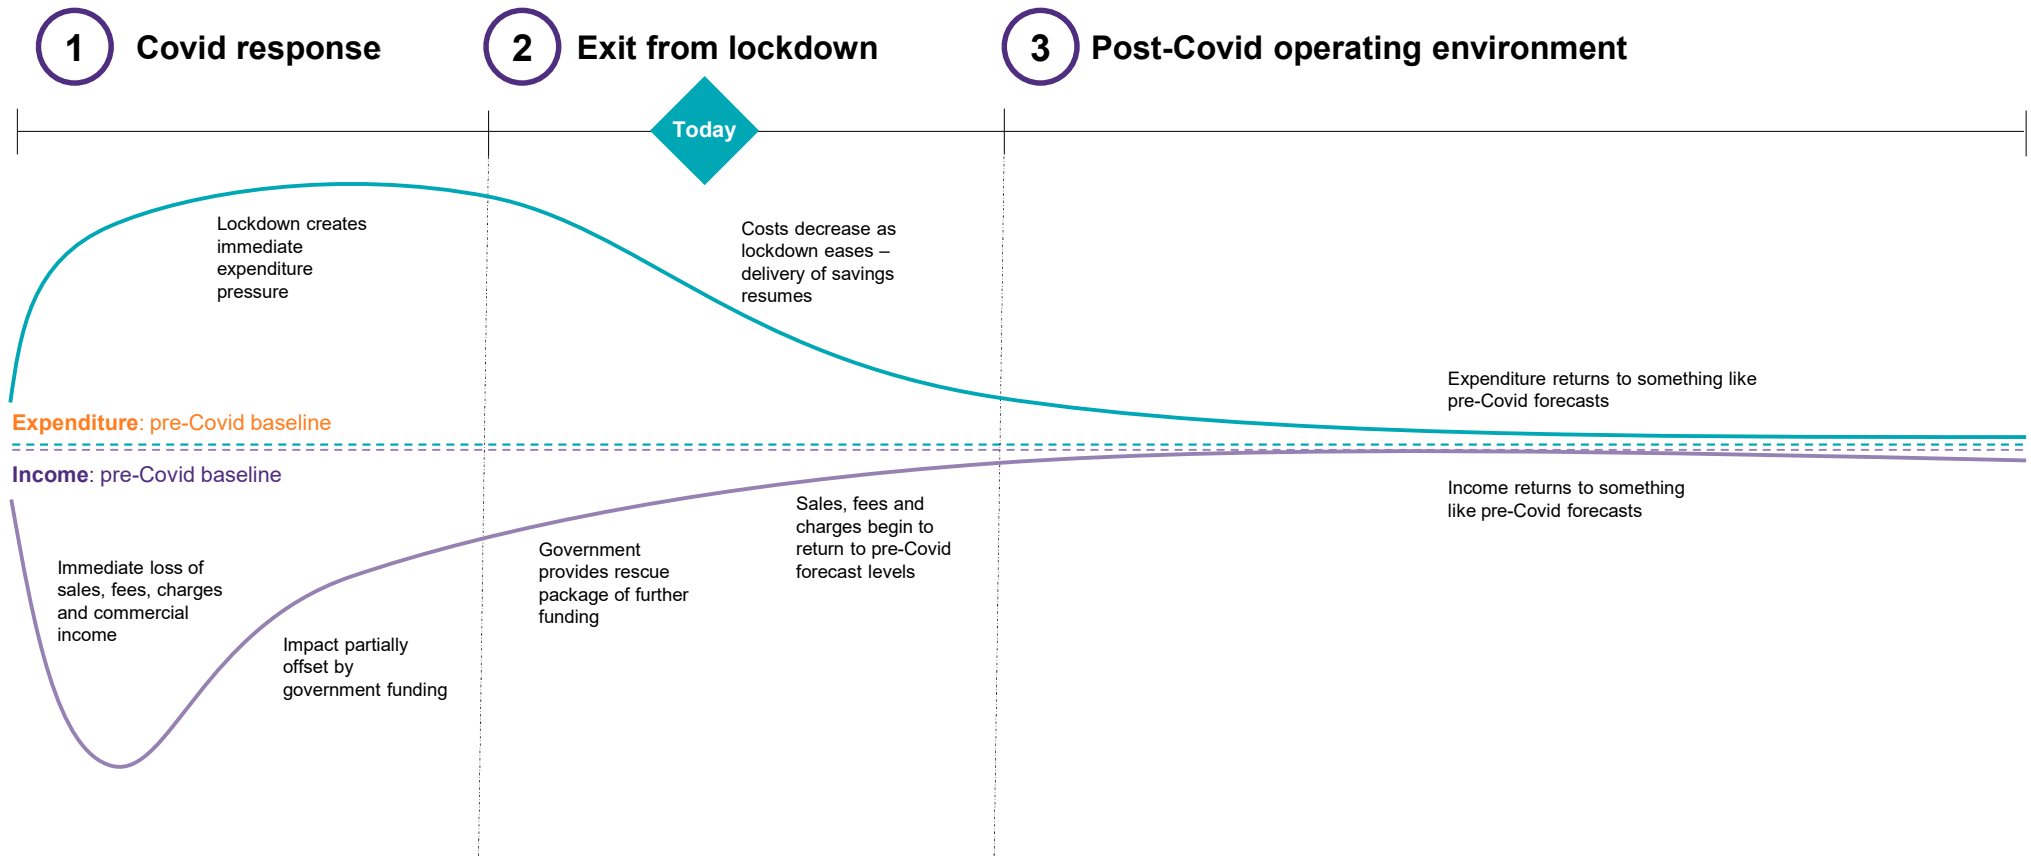 1 Covid response
2 Exit from lockdown
3 Post-Covid operating environment
Today
Lockdown creates
immediate
expenditure
pressure
Costs decrease as
lockdown eases –
delivery of savings
resumes
Expenditure returns to something like
pre-Covid forecasts
Expenditure: pre-Covid baseline
Income: pre-Covid baseline
Immediate loss of
sales, fees, charges
and commercial
income
Impact partially
offset by
government funding
Government
provides rescue
package of further
funding
Sales, fees and
charges begin to
return to pre-Covid
forecast levels
Income returns to something
like pre-Covid forecasts